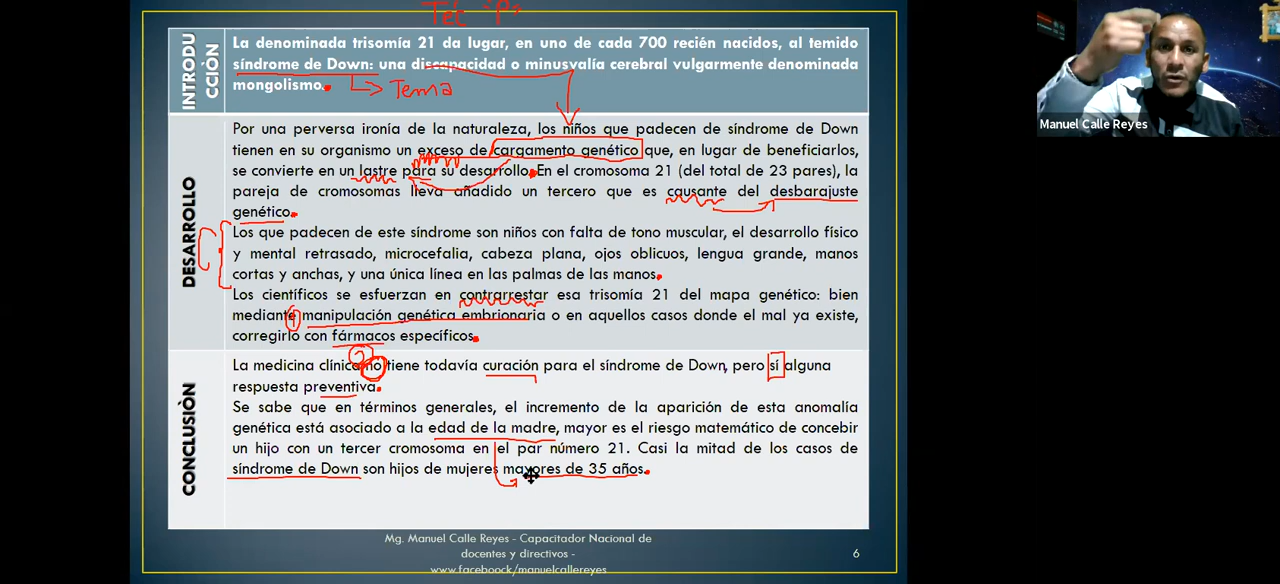 Téc "P"
INTRODU
CCIÓN
La denominada trisomía 21 da lugar, en uno de cada 700 recién nacidos, al temido
síndrome de Down: una discapacidad o minusvalía cerebral vulgarmente denominada
mongolismo.
Tema
DESARROLLO
Por una perversa ironía de la naturaleza, los niños que padecen de síndrome de Down
tienen en su organismo un exceso de cargamento genético que, en lugar de beneficiarlos,
se convierte en un lastre para su desarrollo. En el cromosoma 21 (del total de 23 pares), la
pareja de cromosomas lleva añadido un tercero que es causante del desbarajuste
genético.
Los que padecen de este síndrome son niños con falta de tono muscular, el desarrollo físico
y mental retrasado, microcefalia, cabeza plana, ojos oblicuos, lengua grande, manos
cortas y anchas, y una única línea en las palmas de las manos.
Los científicos se esfuerzan en contrarrestar esa trisomía 21 del mapa genético: bien
mediante manipulación genética embrionaria o en aquellos casos donde el mal ya existe,
1
corregirlo con fármacos específicos.
2
CONCLUSIÒN
La medicina clínica no tiene todavía curación para el síndrome de Down, pero sí alguna
respuesta preventiva.
Se sabe que en términos generales, el incremento de la aparición de esta anomalía
genética está asociado a la edad de la madre, mayor es el riesgo matemático de concebir
un hijo con un tercer cromosoma en el par número 21. Casi la mitad de los casos de
síndrome de Down son hijos de mujeres mayores de 35 años.
Mg. Manuel Calle Reyes - Capacitador Nacional de
docentes y directivos -
www.faceboock/manuelcallereyes
6
Manuel Calle Reyes